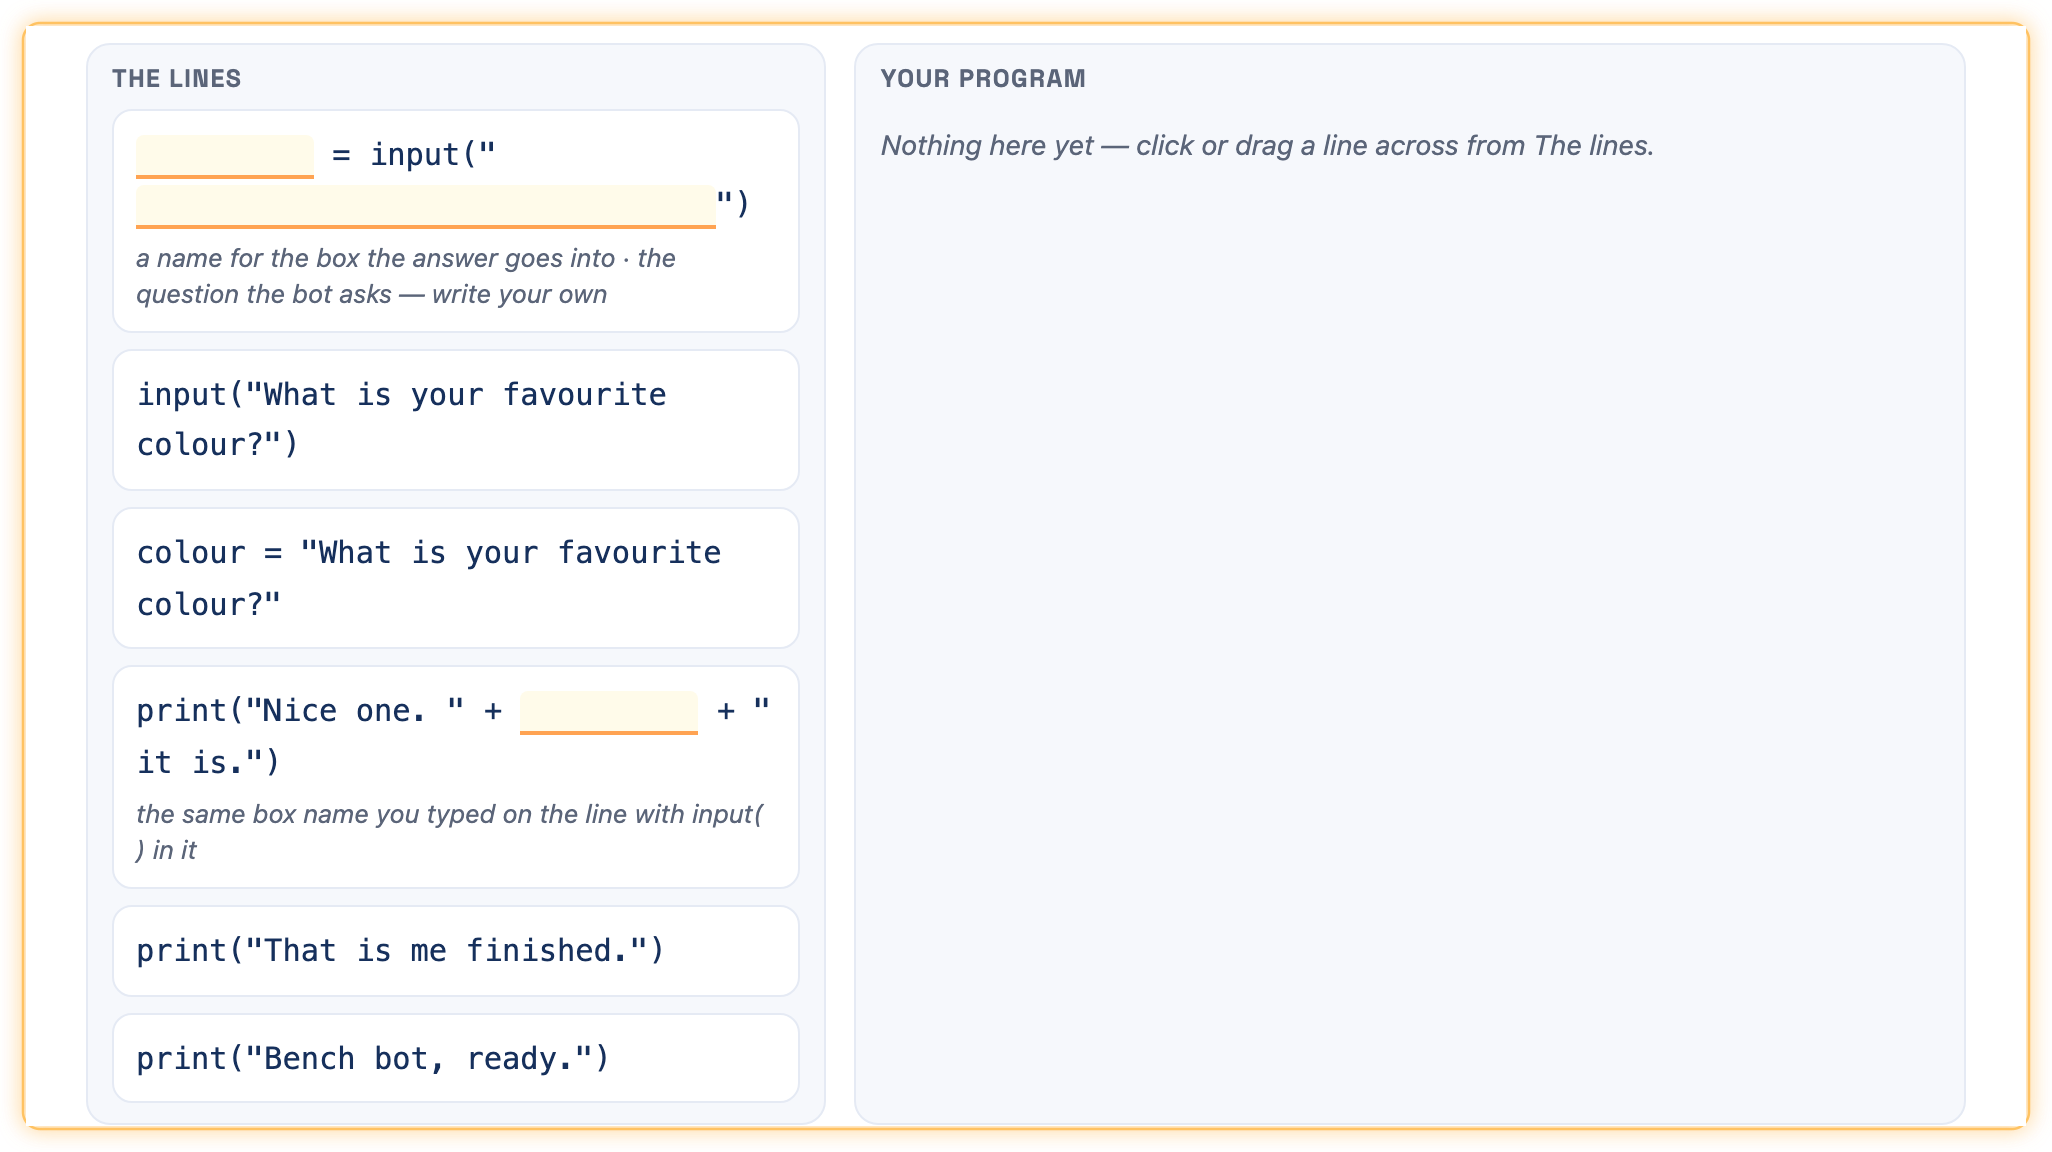 THE LINES
= input("
")
a name for the box the answer goes into · the
question the bot asks — write your own
input("What is your favourite
colour?")
colour = "What is your favourite
colour?"
print("Nice one. " + + "
it is.")
the same box name you typed on the line with input(
) in it
print("That is me finished.")
print("Bench bot, ready.")
YOUR PROGRAM
Nothing here yet — click or drag a line across from The lines.